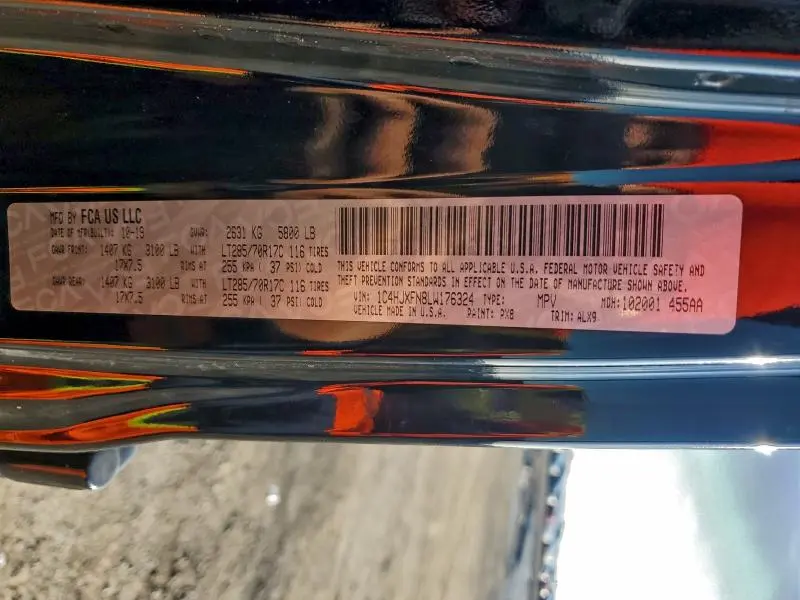 MFD BY FCA US LLC
DATE OF MFR(BUILT): 10-19 GVWR: 2631 KG 5800 LB
GAWR FRONT: 1407 KG 3100 LB WITH LT285/70R17C 116 TIRES
17X7.5 RIMS AT 255 KPA ( 37 PSI) COLD
GAWR REAR: 1407 KG 3100 LB WITH LT285/70R17C 116 TIRES
17X7.5 RIMS AT 255 KPA ( 37 PSI) COLD
THIS VEHICLE CONFORMS TO ALL APPLICABLE U.S.A. FEDERAL MOTOR VEHICLE SAFETY AND
THEFT PREVENTION STANDARDS IN EFFECT ON THE DATE OF MANUFACTURE SHOWN ABOVE.
VIN: 1C4HJXFN8LW176324 TYPE: MPV MDH:102001 455AA
VEHICLE MADE IN U.S.A. PAINT: PX8 TRIM: ALX9